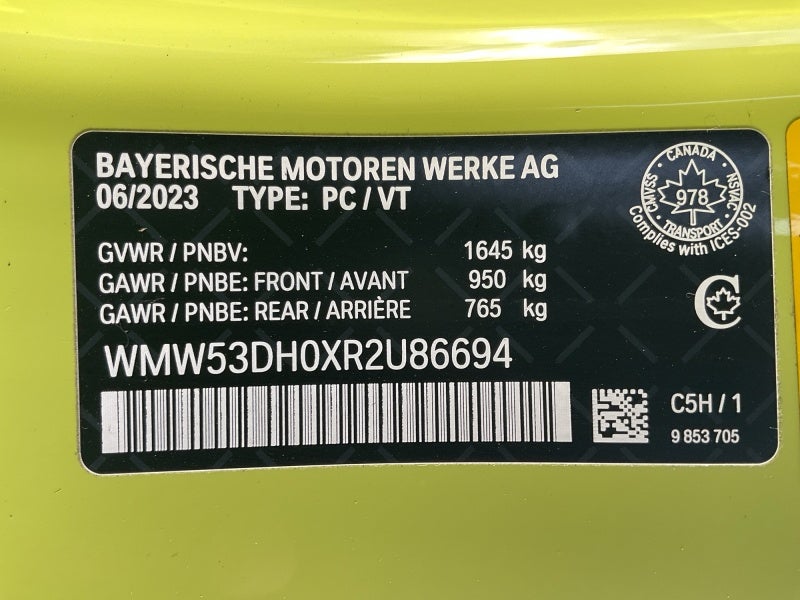 BAYERISCHE MOTOREN WERKE AG
06/2023 TYPE: PC / VT
GVWR / PNBV: 1645 kg
GAWR / PNBE: FRONT / AVANT 950 kg
GAWR / PNBE: REAR / ARRIÈRE 765 kg
WMW53DH0XR2U86694
C5H / 1
9 853 705
CANADA
CMVSS
978
NSVAC
TRANSPORT
Complies with ICES-002
C